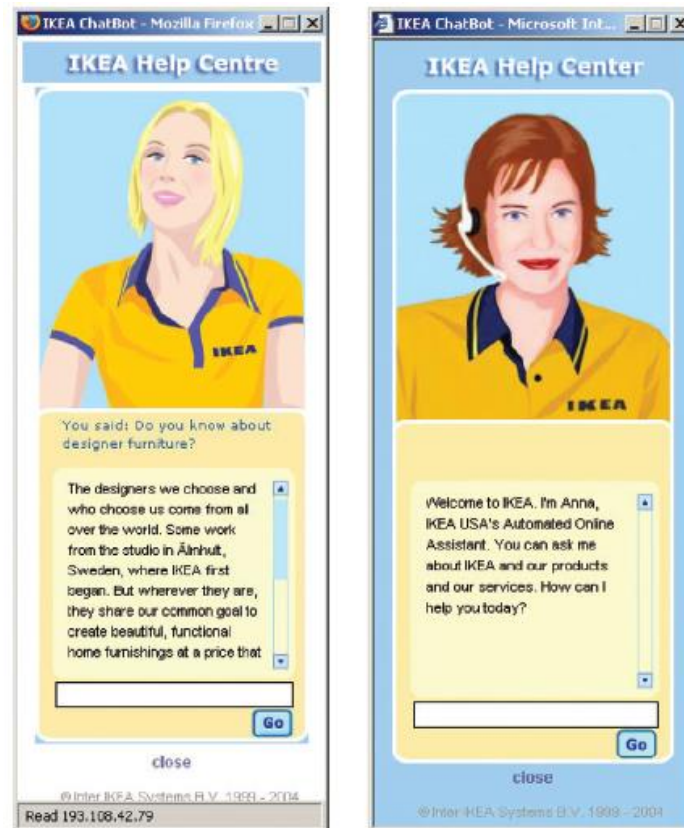 IKEA ChatBot - Mozilla Firefox
IKEA Help Centre
IKEA
You said: Do you know about
designer furniture?
The designers we choose and
who choose us come from all
over the world. Some work
from the studio in Älmhult,
Sweden, where IKEA first
began. But wherever they are,
they share our common goal to
create beautiful, functional
home furnishings at a price that
Go
close
© Inter IKEA Systems B.V. 1999 - 2004
Read 193.108.42.79
IKEA ChatBot - Microsoft Int...
IKEA Help Center
IKEA
Welcome to IKEA. I'm Anna,
IKEA USA's Automated Online
Assistant. You can ask me
about IKEA and our products
and our services. How can I
help you today?
Go
close
© Inter IKEA Systems B.V. 1999 - 2004